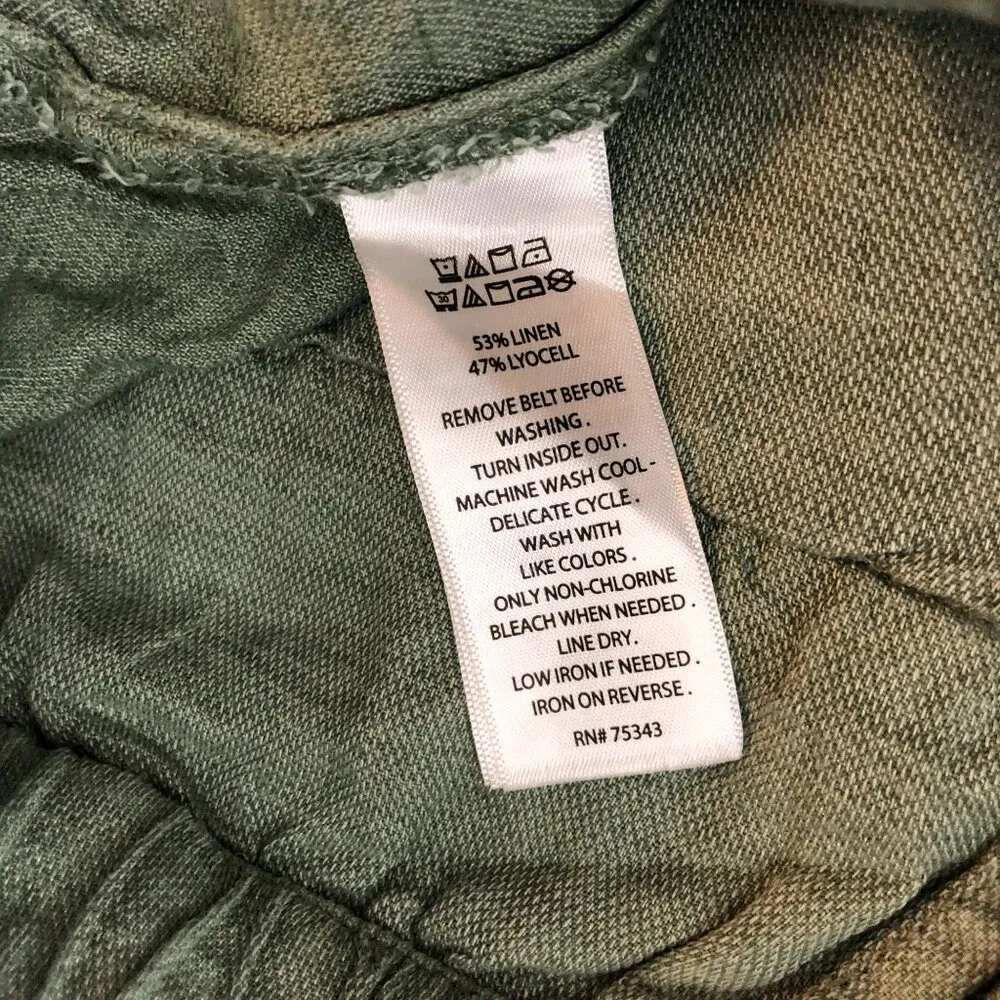 30
53% LINEN
47% LYOCELL
REMOVE BELT BEFORE
WASHING .
TURN INSIDE OUT.
MACHINE WASH COOL -
DELICATE CYCLE .
WASH WITH
LIKE COLORS .
ONLY NON-CHLORINE
BLEACH WHEN NEEDED .
LINE DRY.
LOW IRON IF NEEDED .
IRON ON REVERSE .
RN# 75343